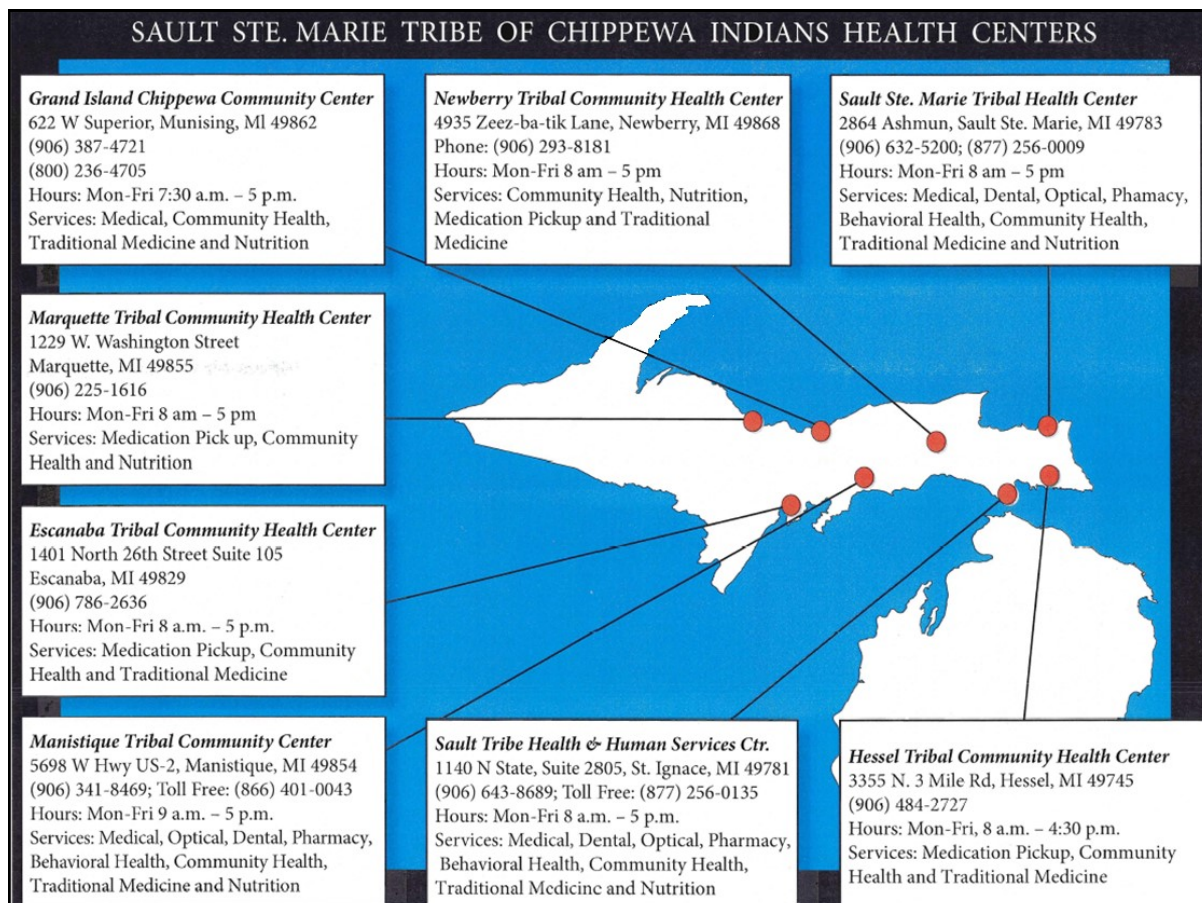 SAULT STE. MARIE TRIBE OF CHIPPEWA INDIANS HEALTH CENTERS
Grand Island Chippewa Community Center
622 W Superior, Munising, Ml 49862
(906) 387-4721
(800) 236-4705
Hours: Mon-Fri 7:30 a.m. – 5 p.m.
Services: Medical, Community Health,
Traditional Medicine and Nutrition
Newberry Tribal Community Health Center
4935 Zeez-ba-tik Lane, Newberry, MI 49868
Phone: (906) 293-8181
Hours: Mon-Fri 8 am – 5 pm
Services: Community Health, Nutrition,
Medication Pickup and Traditional
Medicine
Sault Ste. Marie Tribal Health Center
2864 Ashmun, Sault Ste. Marie, MI 49783
(906) 632-5200; (877) 256-0009
Hours: Mon-Fri 8 am – 5 pm
Services: Medical, Dental, Optical, Phamacy,
Behavioral Health, Community Health,
Traditional Medicine and Nutrition
Marquette Tribal Community Health Center
1229 W. Washington Street
Marquette, MI 49855
(906) 225-1616
Hours: Mon-Fri 8 am – 5 pm
Services: Medication Pick up, Community
Health and Nutrition
Escanaba Tribal Community Health Center
1401 North 26th Street Suite 105
Escanaba, MI 49829
(906) 786-2636
Hours: Mon-Fri 8 a.m. – 5 p.m.
Services: Medication Pickup, Community
Health and Traditional Medicine
Manistique Tribal Community Center
5698 W Hwy US-2, Manistique, MI 49854
(906) 341-8469; Toll Free: (866) 401-0043
Hours: Mon-Fri 9 a.m. – 5 p.m.
Services: Medical, Optical, Dental, Pharmacy,
Behavioral Health, Community Health,
Traditional Medicine and Nutrition
Sault Tribe Health & Human Services Ctr.
1140 N State, Suite 2805, St. Ignace, MI 49781
(906) 643-8689; Toll Free: (877) 256-0135
Hours: Mon-Fri 8 a.m. – 5 p.m.
Services: Medical, Dental, Optical, Pharmacy,
Behavioral Health, Community Health,
Traditional Medicine and Nutrition
Hessel Tribal Community Health Center
3355 N. 3 Mile Rd, Hessel, MI 49745
(906) 484-2727
Hours: Mon-Fri, 8 a.m. – 4:30 p.m.
Services: Medication Pickup, Community
Health and Traditional Medicine